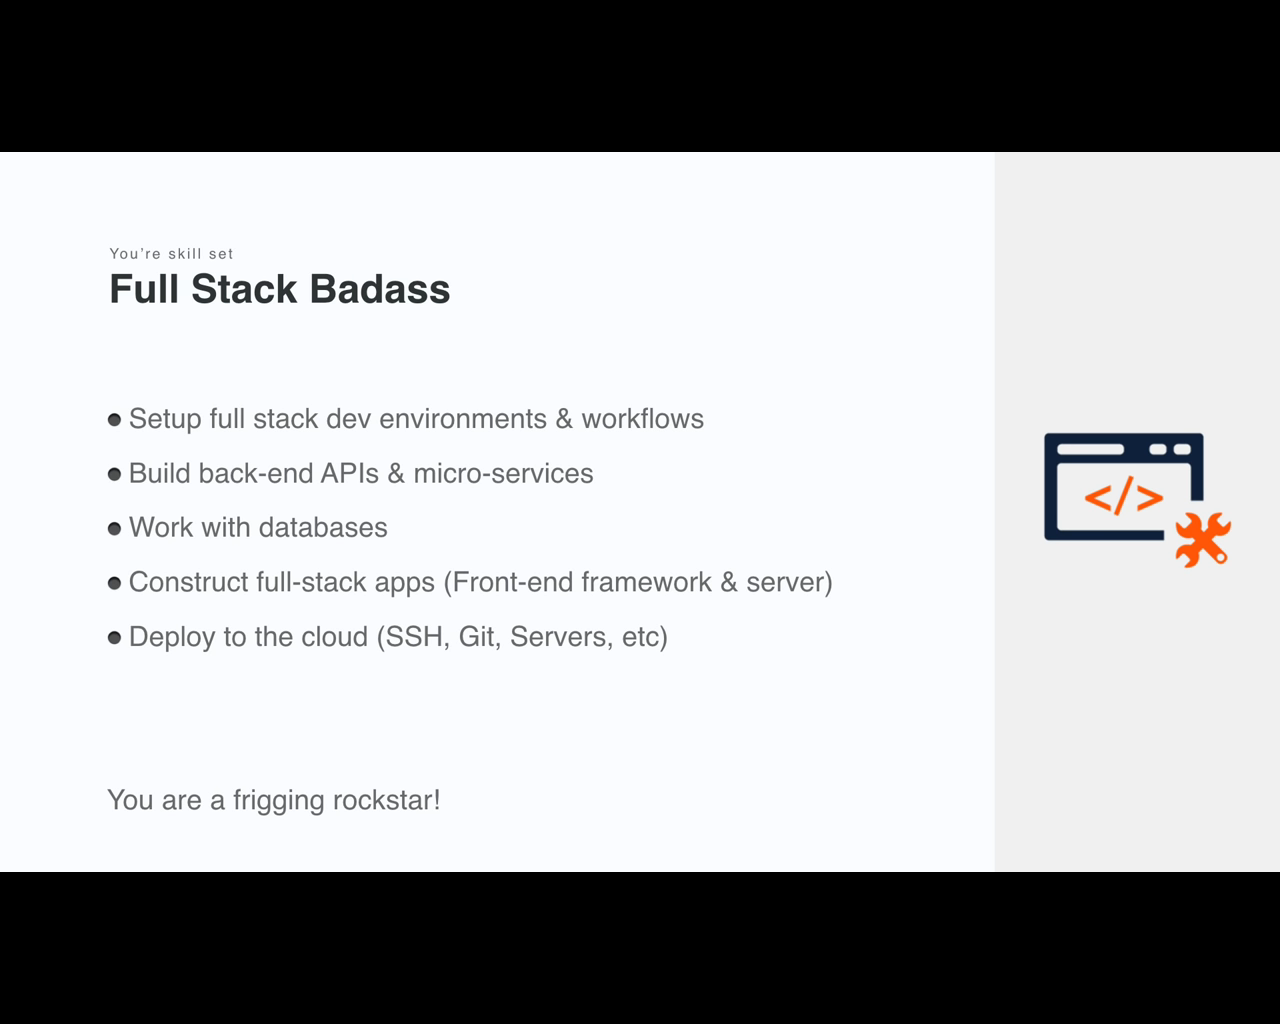 You're skill set
Full Stack Badass
Setup full stack dev environments & workflows
Build back-end APIs & micro-services
Work with databases
Construct full-stack apps (Front-end framework & server)
Deploy to the cloud (SSH, Git, Servers, etc)
You are a frigging rockstar!
</>